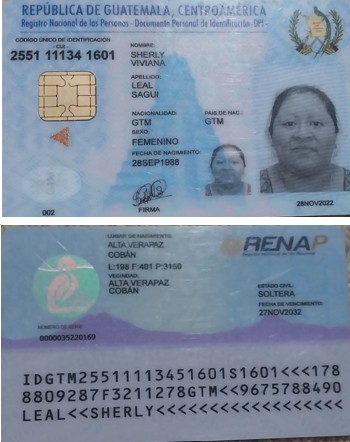 REPÚBLICA DE GUATEMALA, CENTROAMÉRICA
Registro Nacional de las Personas - Documento Personal de Identificación -DPI-
CÓDIGO ÚNICO DE IDENTIFICACIÓN
- CUI -
2551 11134 1601
NOMBRE:
SHERLY
VIVIANA
APELLIDO:
LEAL
SAGUI
NACIONALIDAD:
GTM
PAIS DE NAC.:
GTM
SEXO:
FEMENINO
FECHA DE NACIMIENTO:
28SEP1988
FIRMA
002
28NOV2022
LUGAR DE NACIMIENTO:
ALTA VERAPAZ
COBÁN
L:198 F:401 P:3150
VECINDAD:
ALTA VERAPAZ
COBÁN
RENAP
Registro Nacional de las Personas
ESTADO CIVIL:
SOLTERA
FECHA DE VENCIMIENTO:
27NOV2032
NÚMERO DE SERIE
0000035220169
IDGTM25511113451601S1601<<<178
8809287F3211278GTM<<9675788490
LEAL<<SHERLY<<<<<<<<<<<<<<<<<<